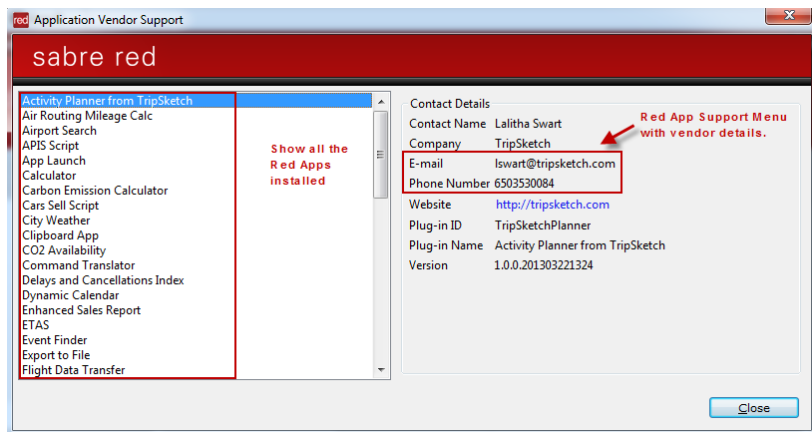 red Application Vendor Support
x
sabre red
Activity Planner from TripSketch
Air Routing Mileage Calc
Airport Search
APIS Script
App Launch
Calculator
Carbon Emission Calculator
Cars Sell Script
City Weather
Clipboard App
CO2 Availability
Command Translator
Delays and Cancellations Index
Dynamic Calendar
Enhanced Sales Report
ETAS
Event Finder
Export to File
Flight Data Transfer
Show all the
Red Apps
installed
Contact Details
Contact Name Lalitha Swart
Company TripSketch
E-mail lswart@tripsketch.com
Phone Number 6503530084
Website http://tripsketch.com
Plug-in ID TripSketchPlanner
Plug-in Name Activity Planner from TripSketch
Version 1.0.0.201303221324
Red App Support Menu
with vendor details.
Close